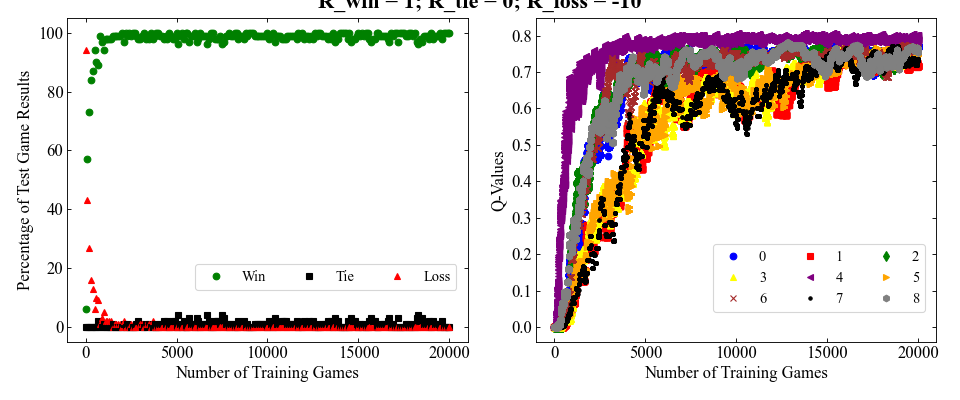 R_win = 1; R_tie = 0; R_loss = -10
Percentage of Test Game Results
100
80
60
40
20
0
Win Tie Loss
0 5000 10000 15000 20000
Number of Training Games
Q-Values
0.8
0.7
0.6
0.5
0.4
0.3
0.2
0.1
0.0
0 1 2
3 4 5
6 7 8
0 5000 10000 15000 20000
Number of Training Games